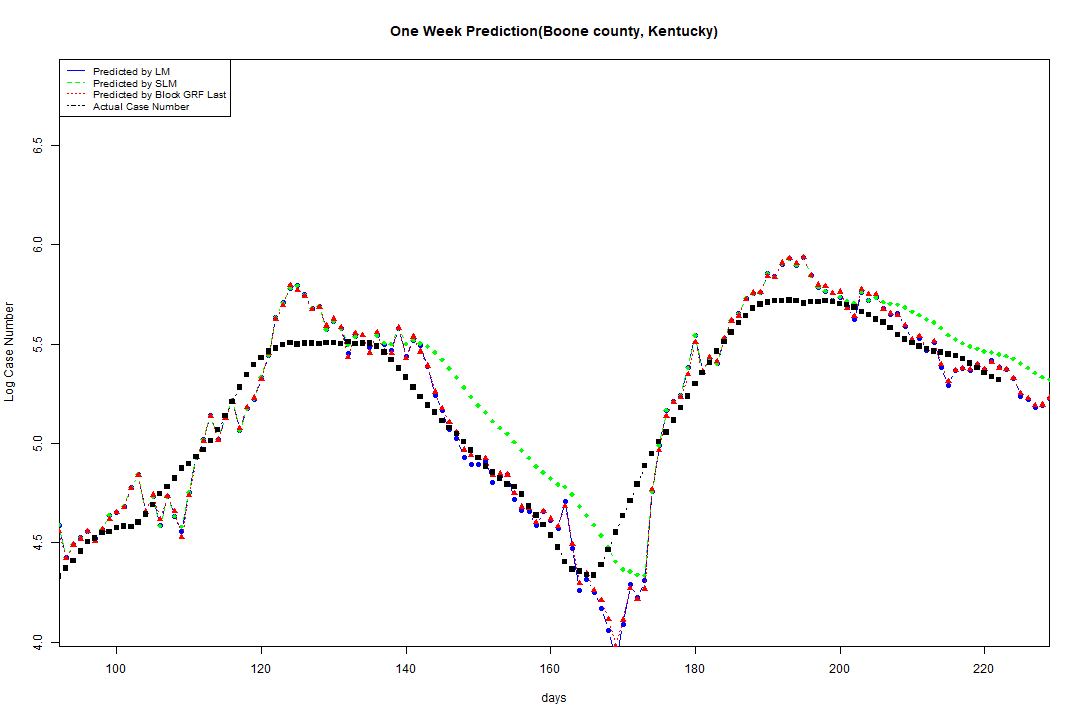 One Week Prediction(Boone county, Kentucky)
Predicted by LM
Predicted by SLM
Predicted by Block GRF Last
Actual Case Number
Log Case Number
6.5
6.0
5.5
5.0
4.5
4.0
100 120 140 160 180 200 220
days